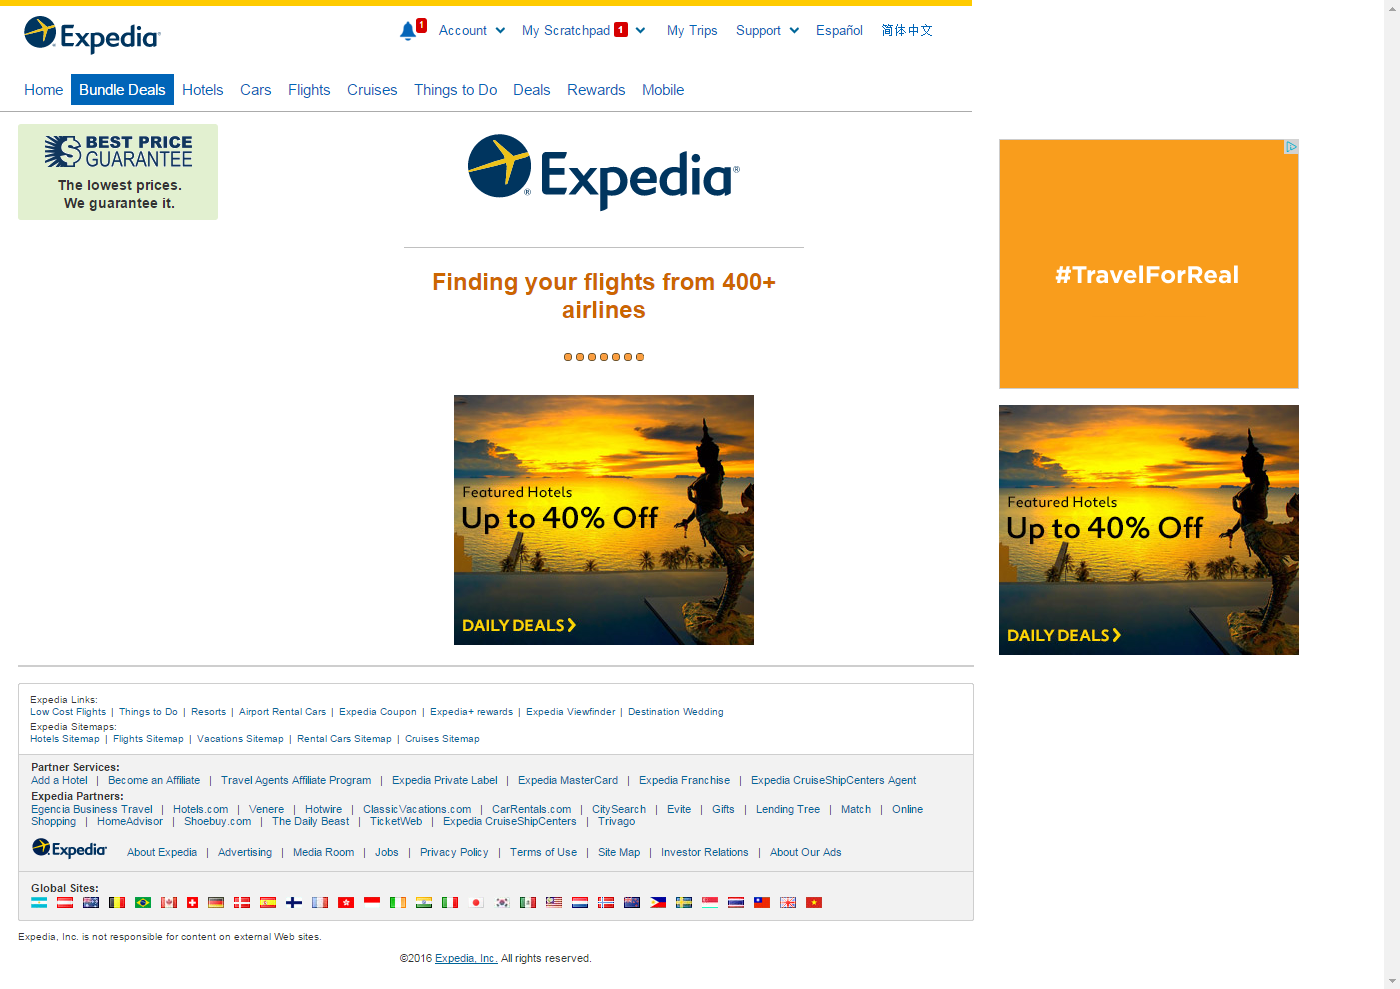 Expedia
1
Account
My Scratchpad 1
My Trips
Support
Español
简体中文
Home
Bundle Deals
Hotels
Cars
Flights
Cruises
Things to Do
Deals
Rewards
Mobile
BEST PRICE
GUARANTEE
The lowest prices.
We guarantee it.
Expedia®
Finding your flights from 400+
airlines
Featured Hotels
Up to 40% Off
DAILY DEALS
#TravelForReal
Featured Hotels
Up to 40% Off
DAILY DEALS
Expedia Links:
Low Cost Flights | Things to Do | Resorts | Airport Rental Cars | Expedia Coupon | Expedia+ rewards | Expedia Viewfinder | Destination Wedding
Expedia Sitemaps:
Hotels Sitemap | Flights Sitemap | Vacations Sitemap | Rental Cars Sitemap | Cruises Sitemap
Partner Services:
Add a Hotel | Become an Affiliate | Travel Agents Affiliate Program | Expedia Private Label | Expedia MasterCard | Expedia Franchise | Expedia CruiseShipCenters Agent
Expedia Partners:
Egencia Business Travel | Hotels.com | Venere | Hotwire | ClassicVacations.com | CarRentals.com | CitySearch | Evite | Gifts | Lending Tree | Match | Online
Shopping | HomeAdvisor | Shoebuy.com | The Daily Beast | TicketWeb | Expedia CruiseShipCenters | Trivago
Expedia About Expedia | Advertising | Media Room | Jobs | Privacy Policy | Terms of Use | Site Map | Investor Relations | About Our Ads
Global Sites:
Expedia, Inc. is not responsible for content on external Web sites.
©2016 Expedia, Inc. All rights reserved.